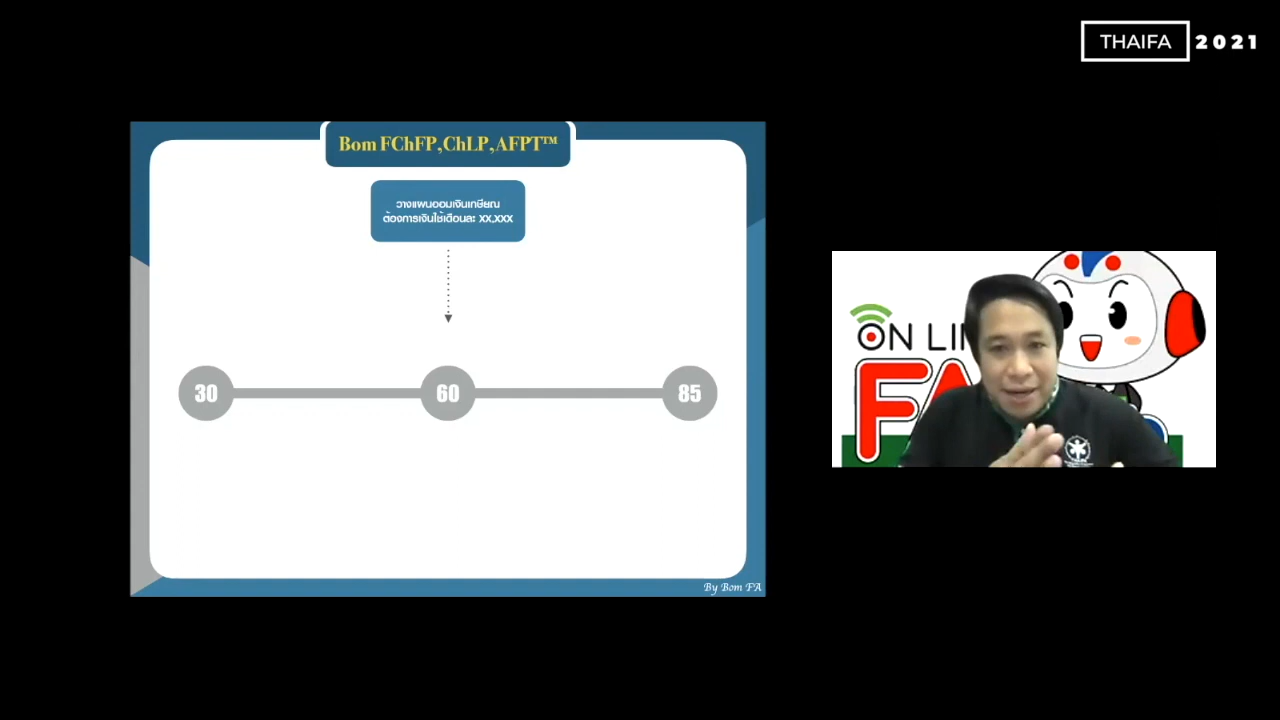 THAIFA 2021
Bom FChFP,ChLP,AFPT™
วางแผนออมเงินเกษียณ
ต้องการเงินใช้เดือนละ XX,XXX
30
60
85
By Bom FA
ON LIN
FA